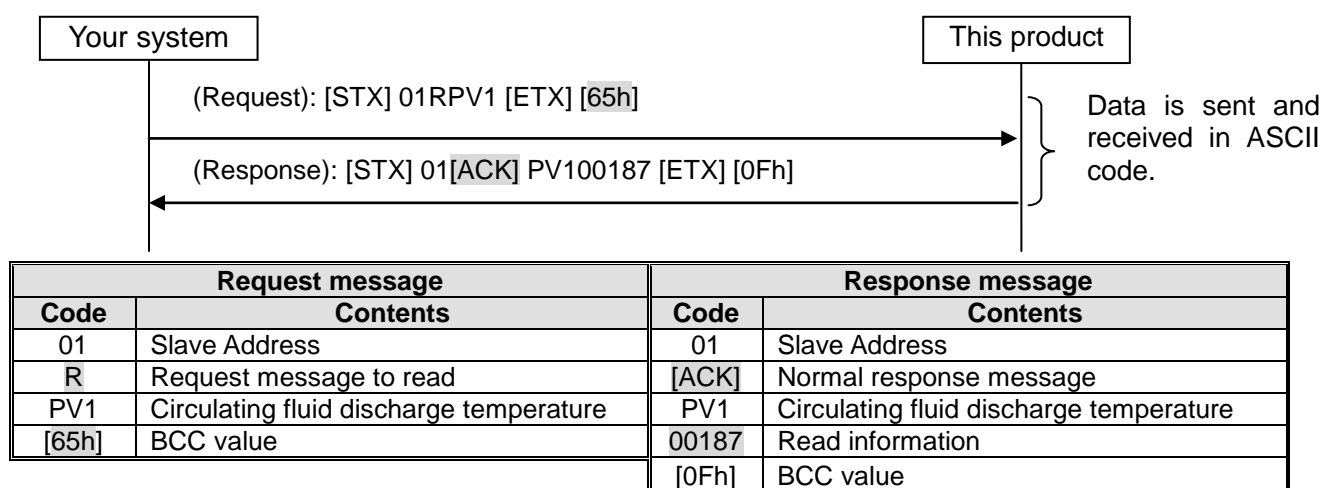 Your system
This product
(Request): [STX] 01RPV1 [ETX] [65h]
(Response): [STX] 01[ACK] PV100187 [ETX] [0Fh]
Data is sent and
received in ASCII
code.
Request message Response message
Code Contents Code Contents
01 Slave Address 01 Slave Address
R Request message to read [ACK] Normal response message
PV1 Circulating fluid discharge temperature PV1 Circulating fluid discharge temperature
[65h] BCC value 00187 Read information
[0Fh] BCC value